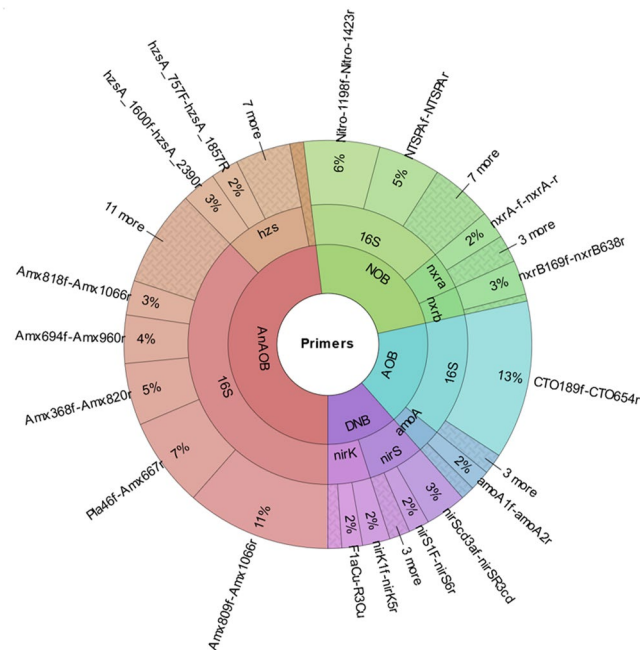 Primers
NOB
16S
6%
Nitro-1198f-Nitro-1423r
5%
NTSPAf-NTSPAr
7 more
nxra
2%
nxrA-f-nxrA-r
3 more
nxrb
3%
nxrB169f-nxrB638r
AOB
16S
13%
CTO189f-CTO654r
3 more
amoA
2%
amoA1f-amoA2r
DNB
nirS
3%
nirScd3af-nirSR3cd
2%
nirS1F-nirS6r
3 more
nirK
2%
nirK1f-nirK5r
2%
F1aCu-R3Cu
AnAOB
16S
11%
Amx809f-Amx1066r
7%
Pla46f-Amx667r
5%
Amx368f-Amx820r
4%
Amx694f-Amx960r
3%
Amx818f-Amx1066r
11 more
hzs
3%
hzsA_1600f-hzsA_2390r
2%
hzsA_757F-hzsA_1857R
7 more